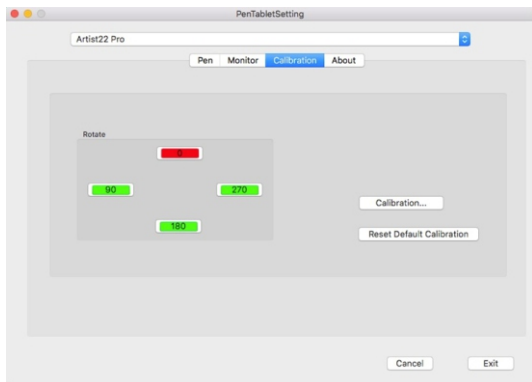 PenTabletSetting
Artist22 Pro
Pen Monitor Calibration About
Rotate
0
90 270
180
Calibration...
Reset Default Calibration
Cancel Exit